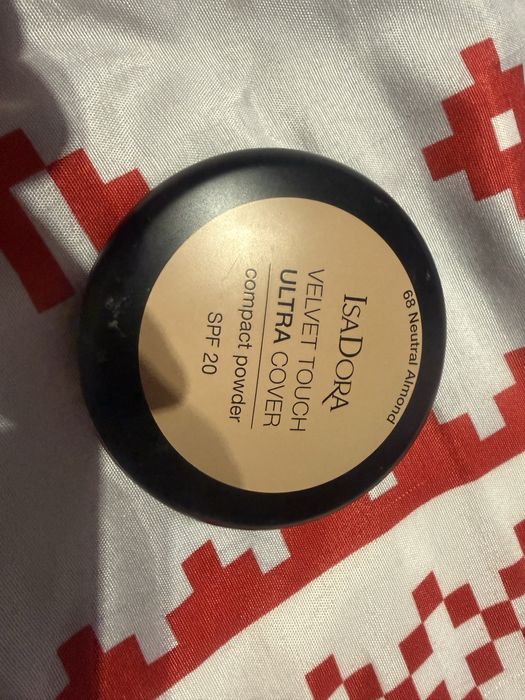 68 Neutral Almond
ISADORA
VELVET TOUCH
ULTRA COVER
compact powder
SPF 20